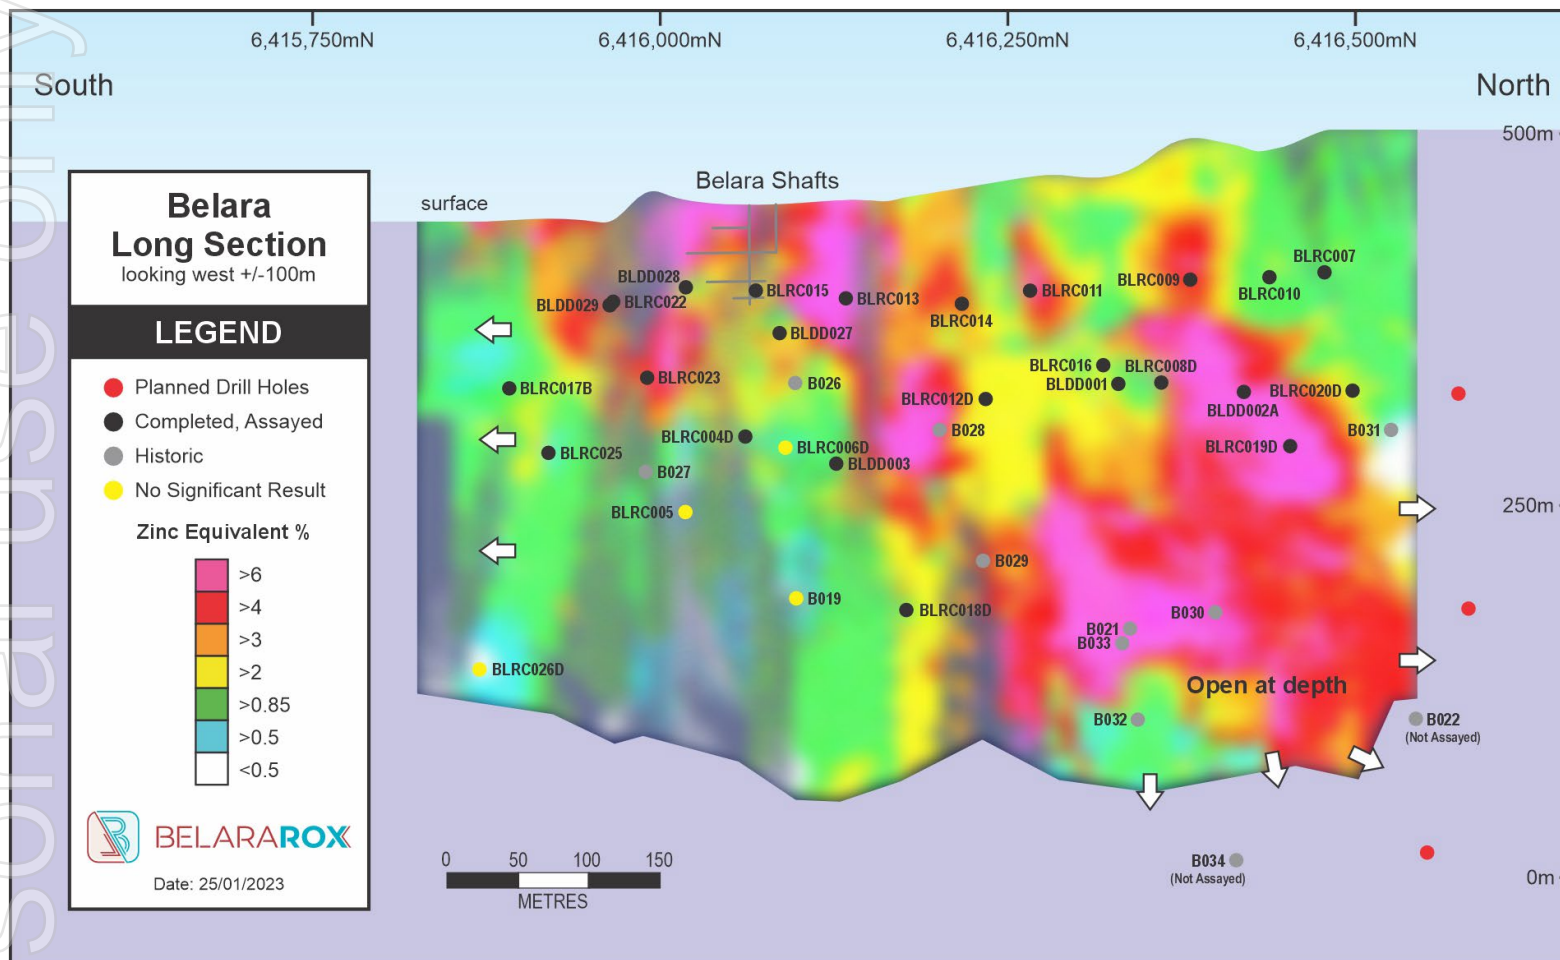 6,415,750mN
6,416,000mN
6,416,250mN
6,416,500mN
South
North
500m
Belara Shafts
surface
Belara
Long Section
looking west +/-100m
LEGEND
Planned Drill Holes
Completed, Assayed
Historic
No Significant Result
Zinc Equivalent %
>6
>4
>3
>2
>0.85
>0.5
<0.5
BELARAROX
Date: 25/01/2023
BLRC007
BLDD028
BLRC009
BLRC010
BLRC015
BLRC011
BLDD029
BLRC022
BLRC013
BLRC014
BLDD027
BLRC016
BLRC008D
BLRC023
B026
BLDD001
BLRC017B
BLRC012D
BLRC020D
BLDD002A
B028
B031
BLRC004D
BLRC006D
BLRC019D
BLRC025
BLDD003
B027
250m
BLRC005
B029
B019
BLRC018D
B030
B021
B033
BLRC026D
Open at depth
B032
B022
(Not Assayed)
B034
(Not Assayed)
0m
0 50 100 150
METRES
sonal use only